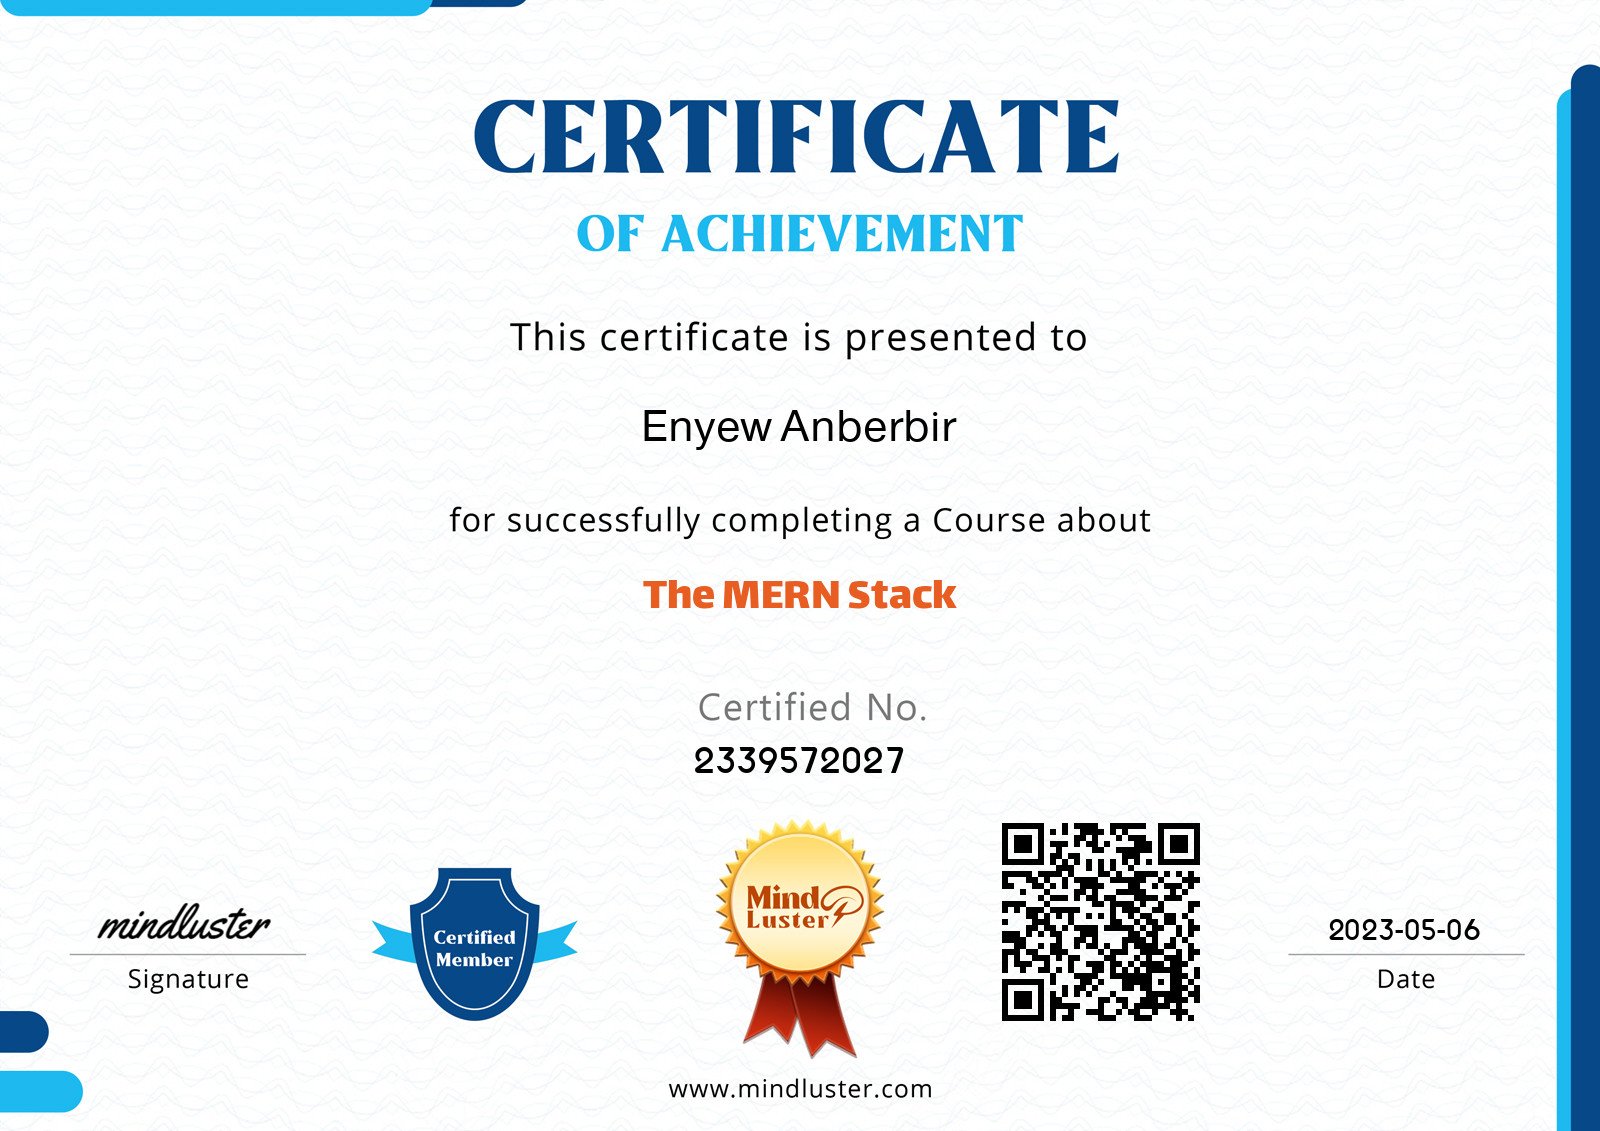 CERTIFICATE
OF ACHIEVEMENT
This certificate is presented to
Enyew Anberbir
for successfully completing a Course about
The MERN Stack
Certified No.
2339572027
mindluster
Signature
Certified
Member
Mind
Luster
2023-05-06
Date
www.mindluster.com